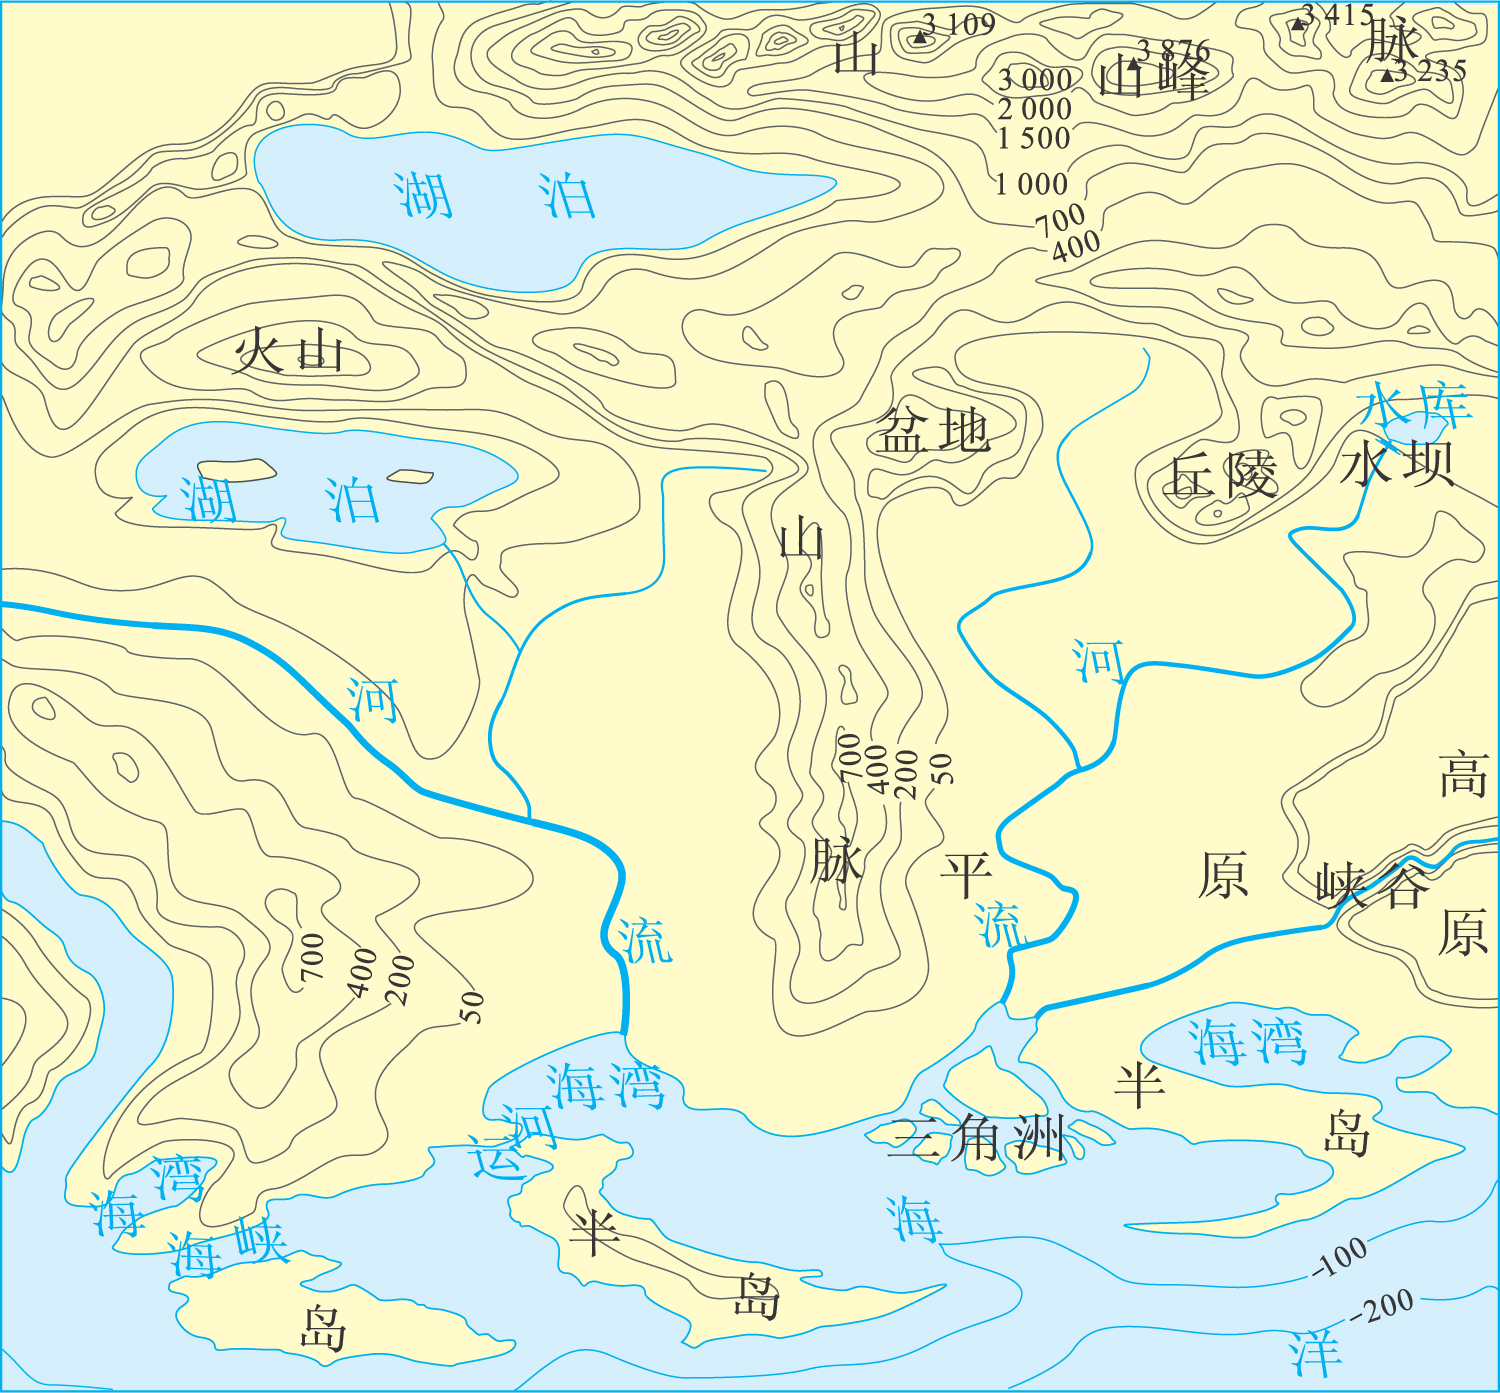 3 415
3 109
山 脉
3 876
山峰
3 235
3 000
2 000
1 500
1 000
湖 泊
700
400
火山
水库
盆地
丘陵
水坝
湖 泊
山
脉
河
流
河
流
700
400
200
50
高
原
平 原
峡谷
700
400
200
50
海湾
海湾
半
岛
三角洲
运河
海湾
海峡
海
洋
半
岛
岛
-100
-200